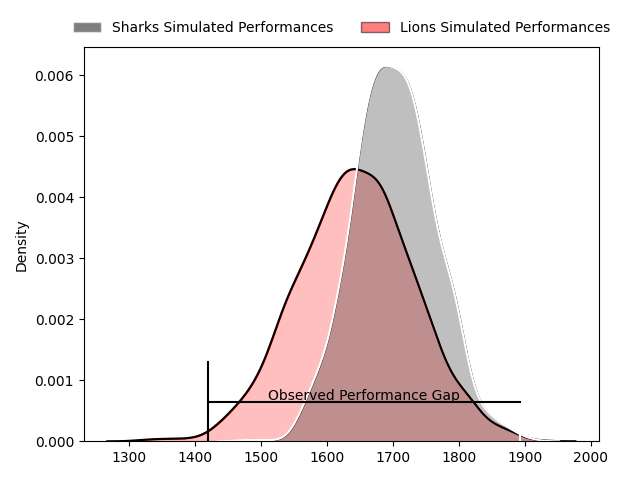 Sharks Simulated Performances Lions Simulated Performances
0.006
0.005
0.004
0.003
0.002
0.001
0.000
Density
Observed Performance Gap
1300 1400 1500 1600 1700 1800 1900 2000